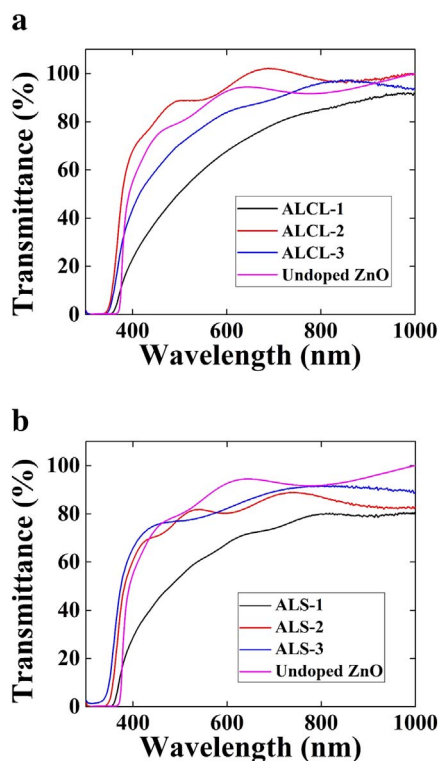 a
Transmittance (%)
100
80
60
40
20
0
ALCL-1
ALCL-2
ALCL-3
Undoped ZnO
400 600 800 1000
Wavelength (nm)
b
Transmittance (%)
100
80
60
40
20
0
ALS-1
ALS-2
ALS-3
Undoped ZnO
400 600 800 1000
Wavelength (nm)